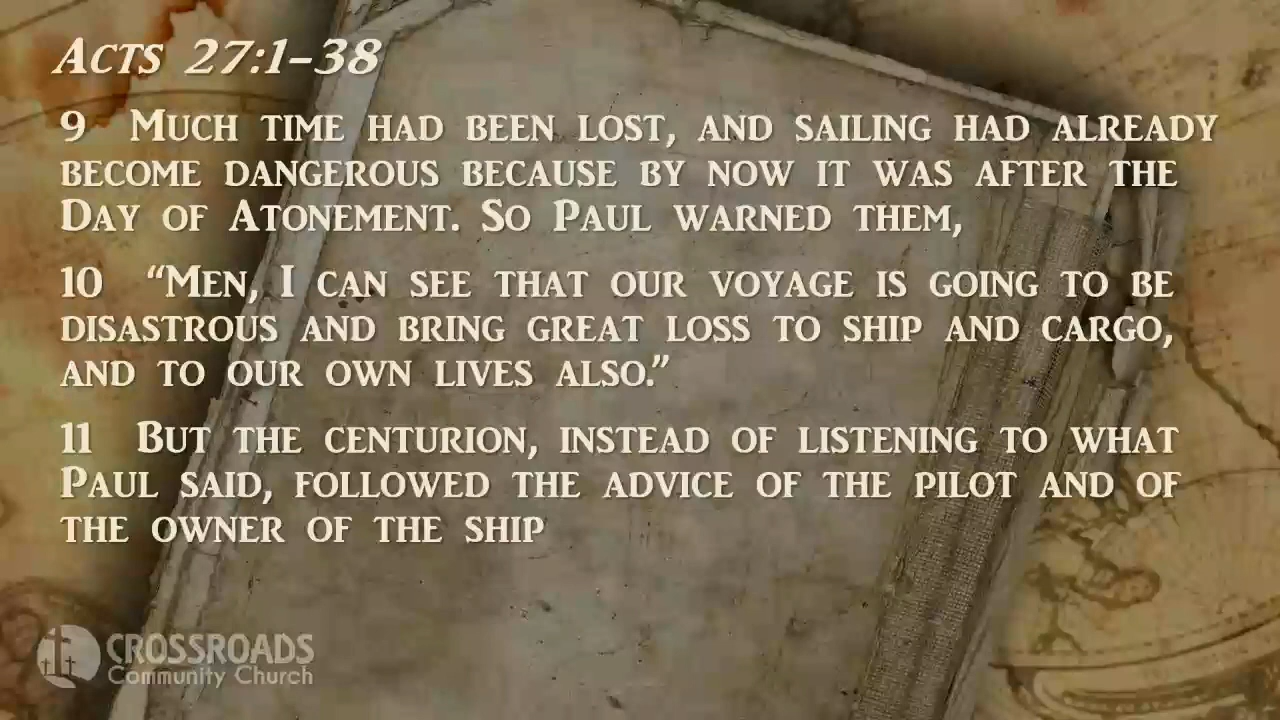 Acts 27:1-38
9 Much time had been lost, and sailing had already
become dangerous because by now it was after the
Day of Atonement. So Paul warned them,
10 “Men, I can see that our voyage is going to be
disastrous and bring great loss to ship and cargo,
and to our own lives also.”
11 But the centurion, instead of listening to what
Paul said, followed the advice of the pilot and of
the owner of the ship
CROSSROADS
Community Church